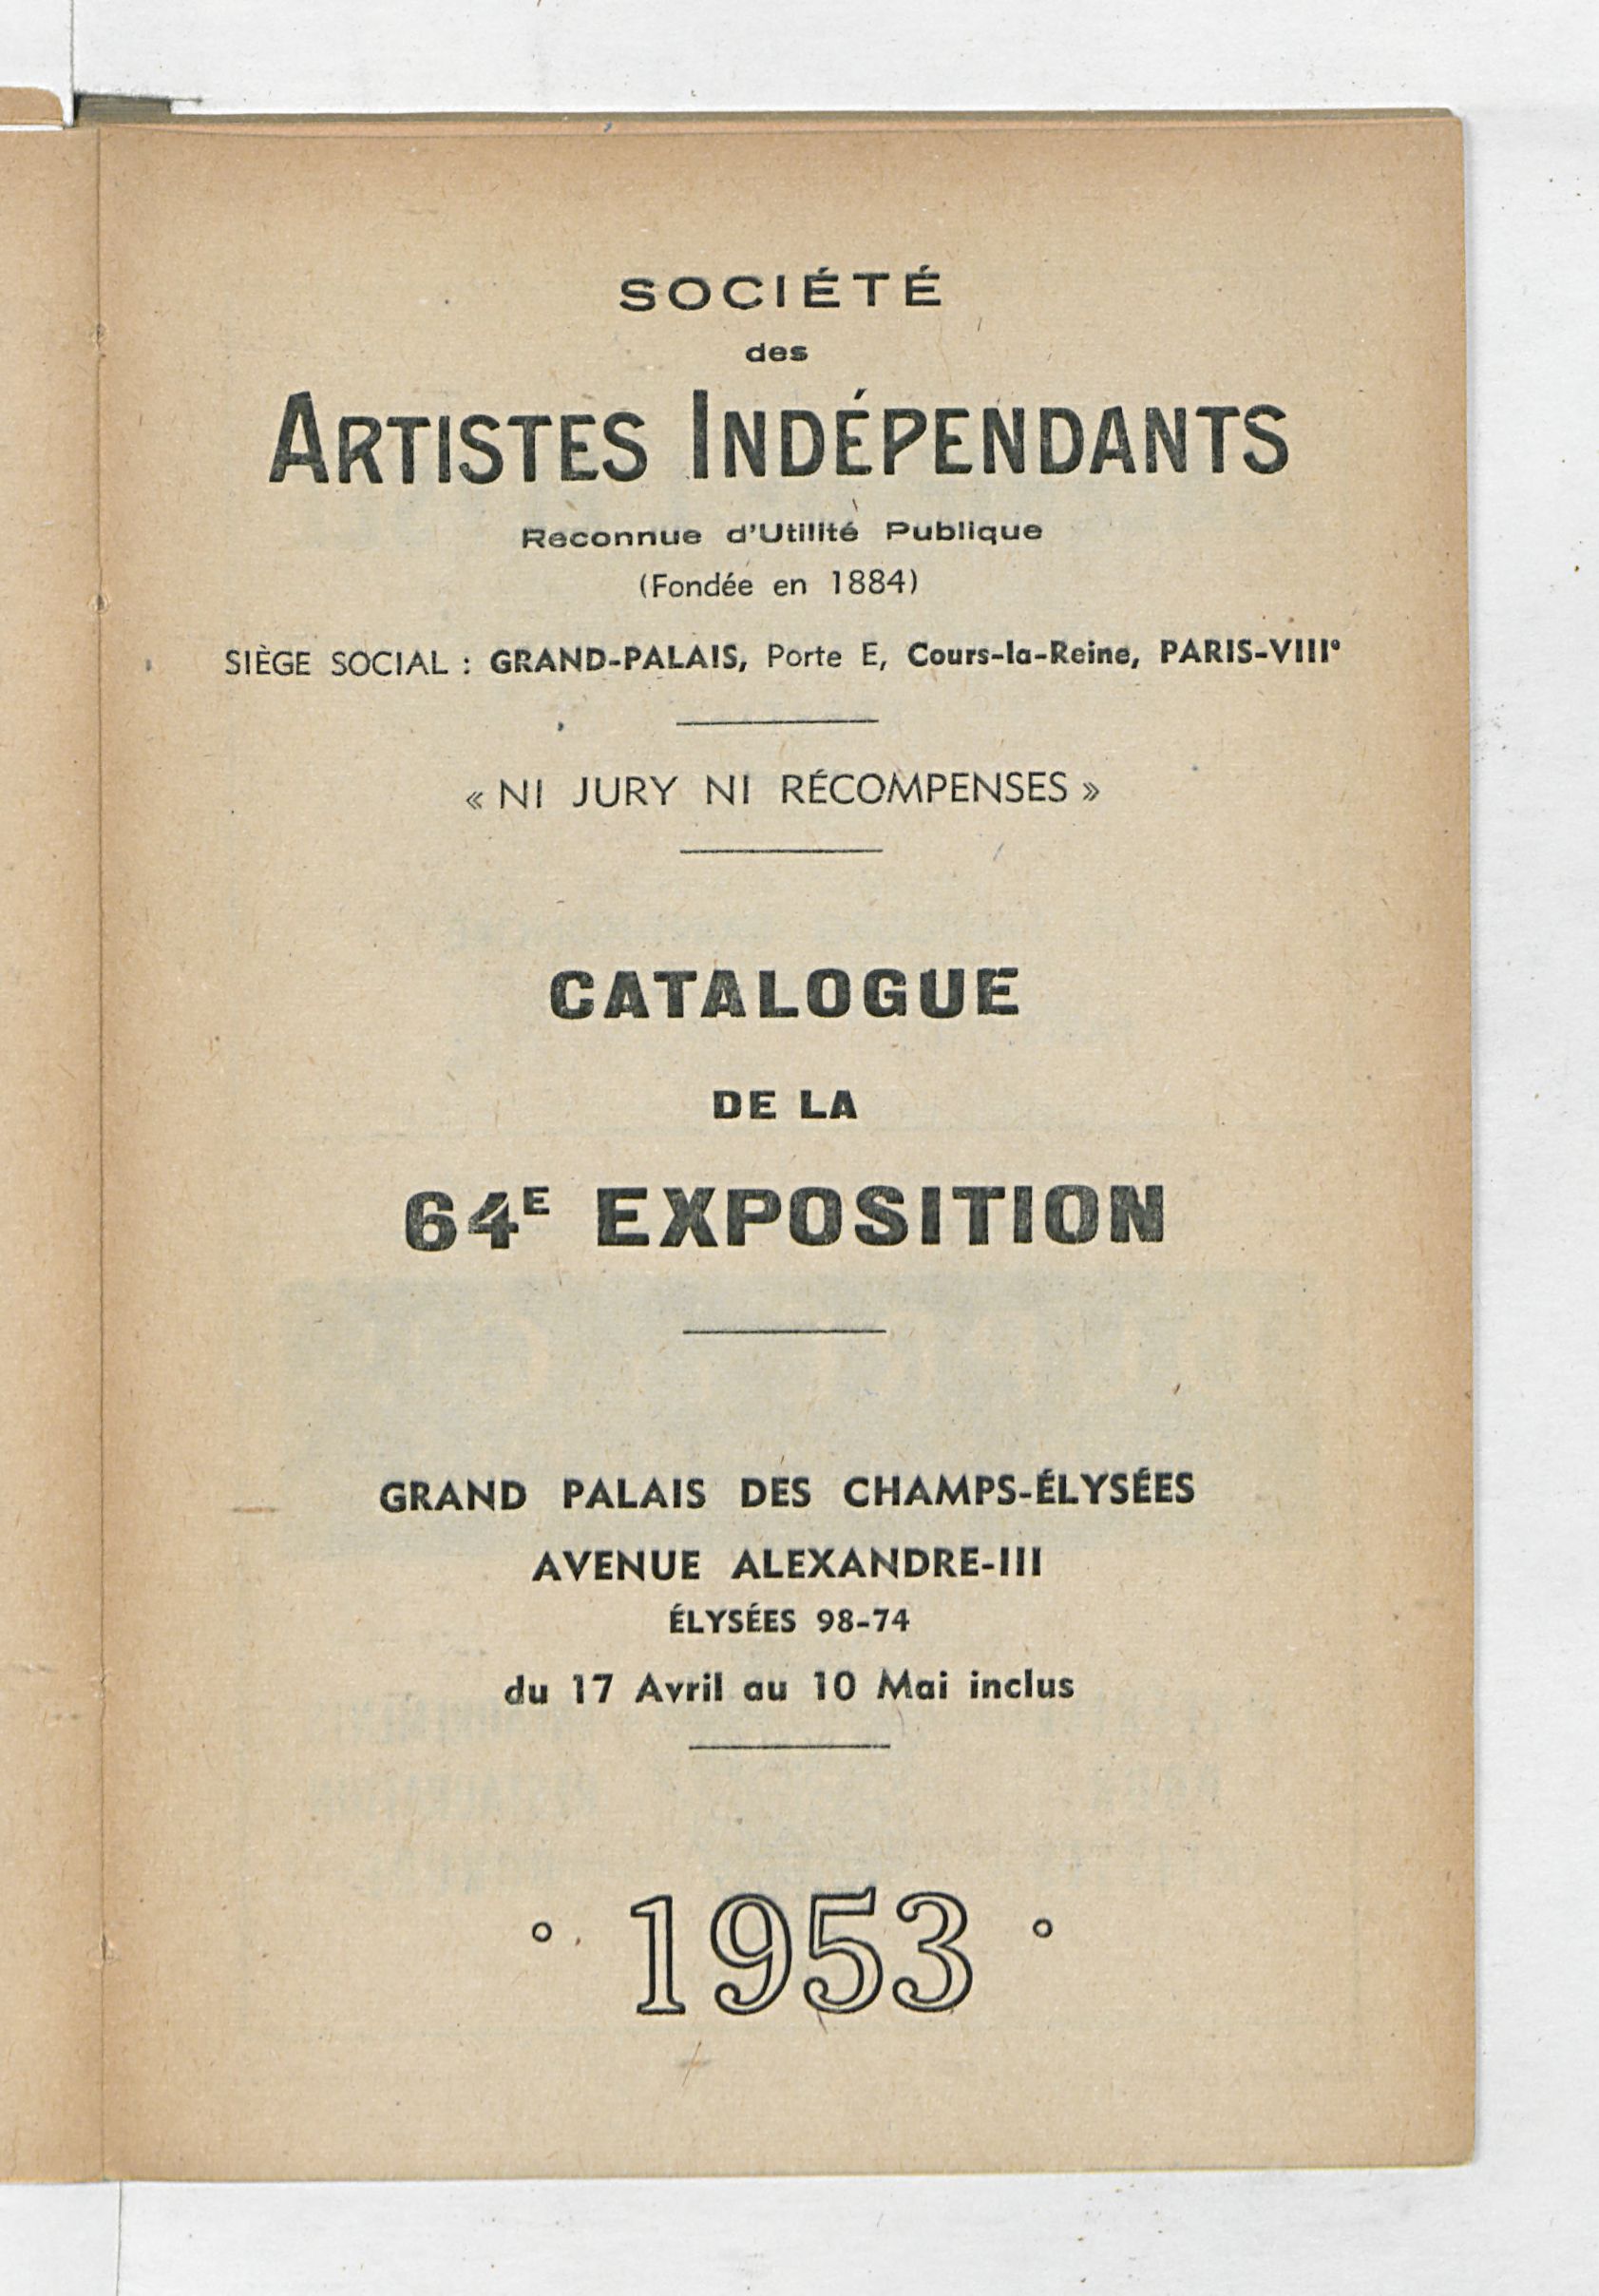 SOCIÉTÉ
des
ARTISTES INDÉPENDANTS
Reconnue d'Utilité Publique
(Fondée en 1884)
SIÈGE SOCIAL : GRAND-PALAIS, Porte E, Cours-la-Reine, PARIS-VIIIe
« NI JURY NI RÉCOMPENSES »
CATALOGUE
DE LA
64E EXPOSITION
GRAND PALAIS DES CHAMPS-ÉLYSÉES
AVENUE ALEXANDRE-III
ÉLYSÉES 98-74
du 17 Avril au 10 Mai inclus
° 1953 °